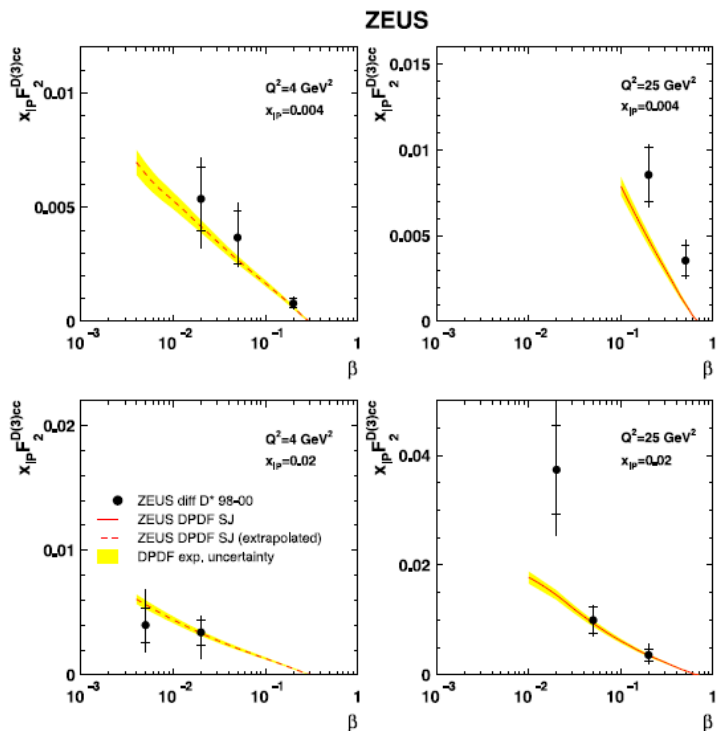 ZEUS
x_IP F_2^D(3)cc
0.01
0.005
0
Q²=4 GeV²
x_IP=0.004
10⁻³ 10⁻² 10⁻¹ 1
β
x_IP F_2^D(3)cc
0.015
0.01
0.005
0
Q²=25 GeV²
x_IP=0.004
10⁻³ 10⁻² 10⁻¹ 1
β
x_IP F_2^D(3)cc
0.02
0.01
0
Q²=4 GeV²
x_IP=0.02
ZEUS diff D* 98-00
ZEUS DPDF SJ
ZEUS DPDF SJ (extrapolated)
DPDF exp. uncertainty
10⁻³ 10⁻² 10⁻¹ 1
β
x_IP F_2^D(3)cc
0.04
0.02
0
Q²=25 GeV²
x_IP=0.02
10⁻³ 10⁻² 10⁻¹ 1
β